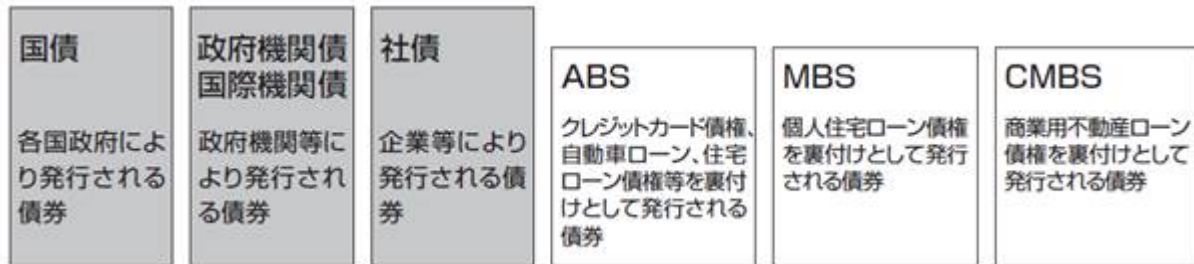 国債
各国政府によ
り発行される
債券
政府機関債
国際機関債
政府機関等に
より発行され
る債券
社債
企業等により
発行される債
券
ABS
クレジットカード債権、
自動車ローン、住宅
ローン債権等を裏付
けとして発行される
債券
MBS
個人住宅ローン債権
を裏付けとして発行
される債券
CMBS
商業用不動産ローン
債権を裏付けとして
発行される債券